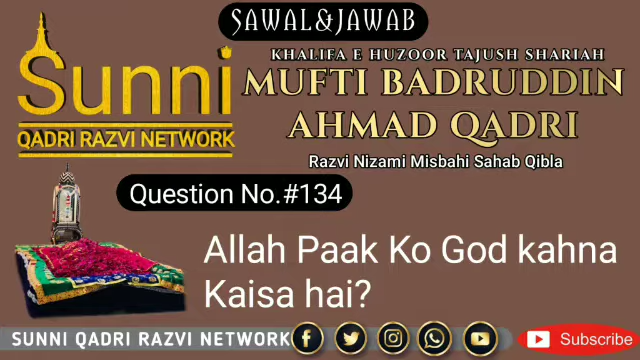 SAWAL&JAWAB
Sunni
QADRI RAZVI NETWORK
KHALIFA E HUZOOR TAJUSH SHARIAH
MUFTI BADRUDDIN
AHMAD QADRI
Razvi Nizami Misbahi Sahab Qibla
Question No.#134
Allah Paak Ko God kahna
Kaisa hai?
SUNNI QADRI RAZVI NETWORK
Subscribe